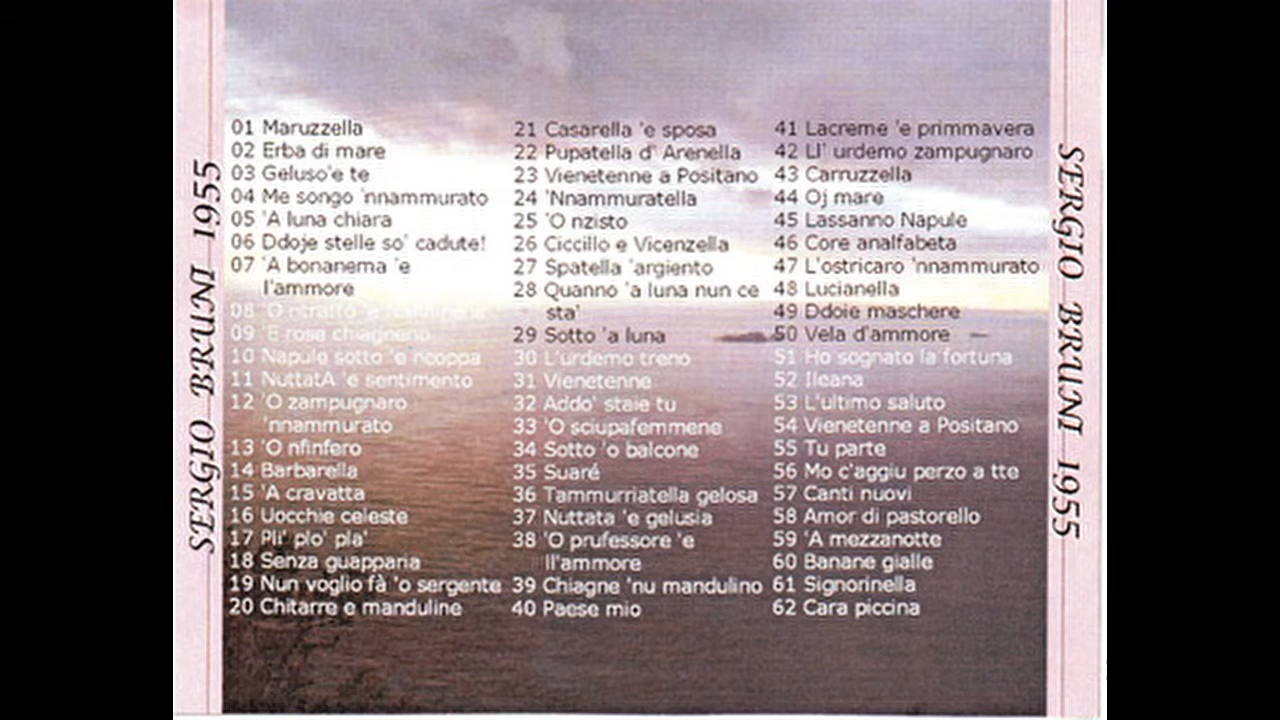 SERGIO BRUNI 1955
01 Maruzzella
02 Erba di mare
03 Geluso'e te
04 Me songo 'nnammurato
05 'A luna chiara
06 Ddoje stelle so' cadute!
07 'A bonanema 'e
l'ammore
08 'O ritratto 'e
09 'E rose chiagneno
10 Napule sotto 'e ncoppa
11 NuttatA 'e sentimento
12 'O zampugnaro
'nnammurato
13 'O nfinfero
14 Barbarella
15 'A cravatta
16 Uocchie celeste
17 Pli' plo' pla'
18 Senza guapparia
19 Nun voglio fà 'o sergente
20 Chitarre e manduline
21 Casarella 'e sposa
22 Pupatella d' Arenella
23 Vienetenne a Positano
24 'Nnammuratella
25 'O nzisto
26 Ciccillo e Vicenzella
27 Spatella 'argiento
28 Quanno 'a luna nun ce
sta'
29 Sotto 'a luna
30 L'urdemo treno
31 Vienetenne
32 Addo' staie tu
33 'O sciupafemmene
34 Sotto 'o balcone
35 Suaré
36 Tammurriatella gelosa
37 Nuttata 'e gelusia
38 'O prufessore 'e
ll'ammore
39 Chiagne 'nu mandulino
40 Paese mio
41 Lacreme 'e primmavera
42 Ll' urdemo zampugnaro
43 Carruzzella
44 Oj mare
45 Lassanno Napule
46 Core analfabeta
47 L'ostricaro 'nnammurato
48 Lucianella
49 Ddoie maschere
50 Vela d'ammore
51 Ho sognato la fortuna
52 Ileana
53 L'ultimo saluto
54 Vienetenne a Positano
55 Tu parte
56 Mo c'aggiu perzo a tte
57 Canti nuovi
58 Amor di pastorello
59 'A mezzanotte
60 Banane gialle
61 Signorinella
62 Cara piccina
SERGIO BRUNI 1955